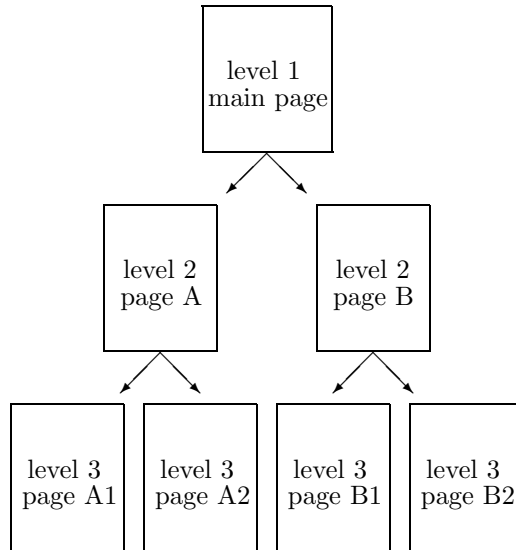 level 1
main page
level 2
page A
level 2
page B
level 3
page A1
level 3
page A2
level 3
page B1
level 3
page B2